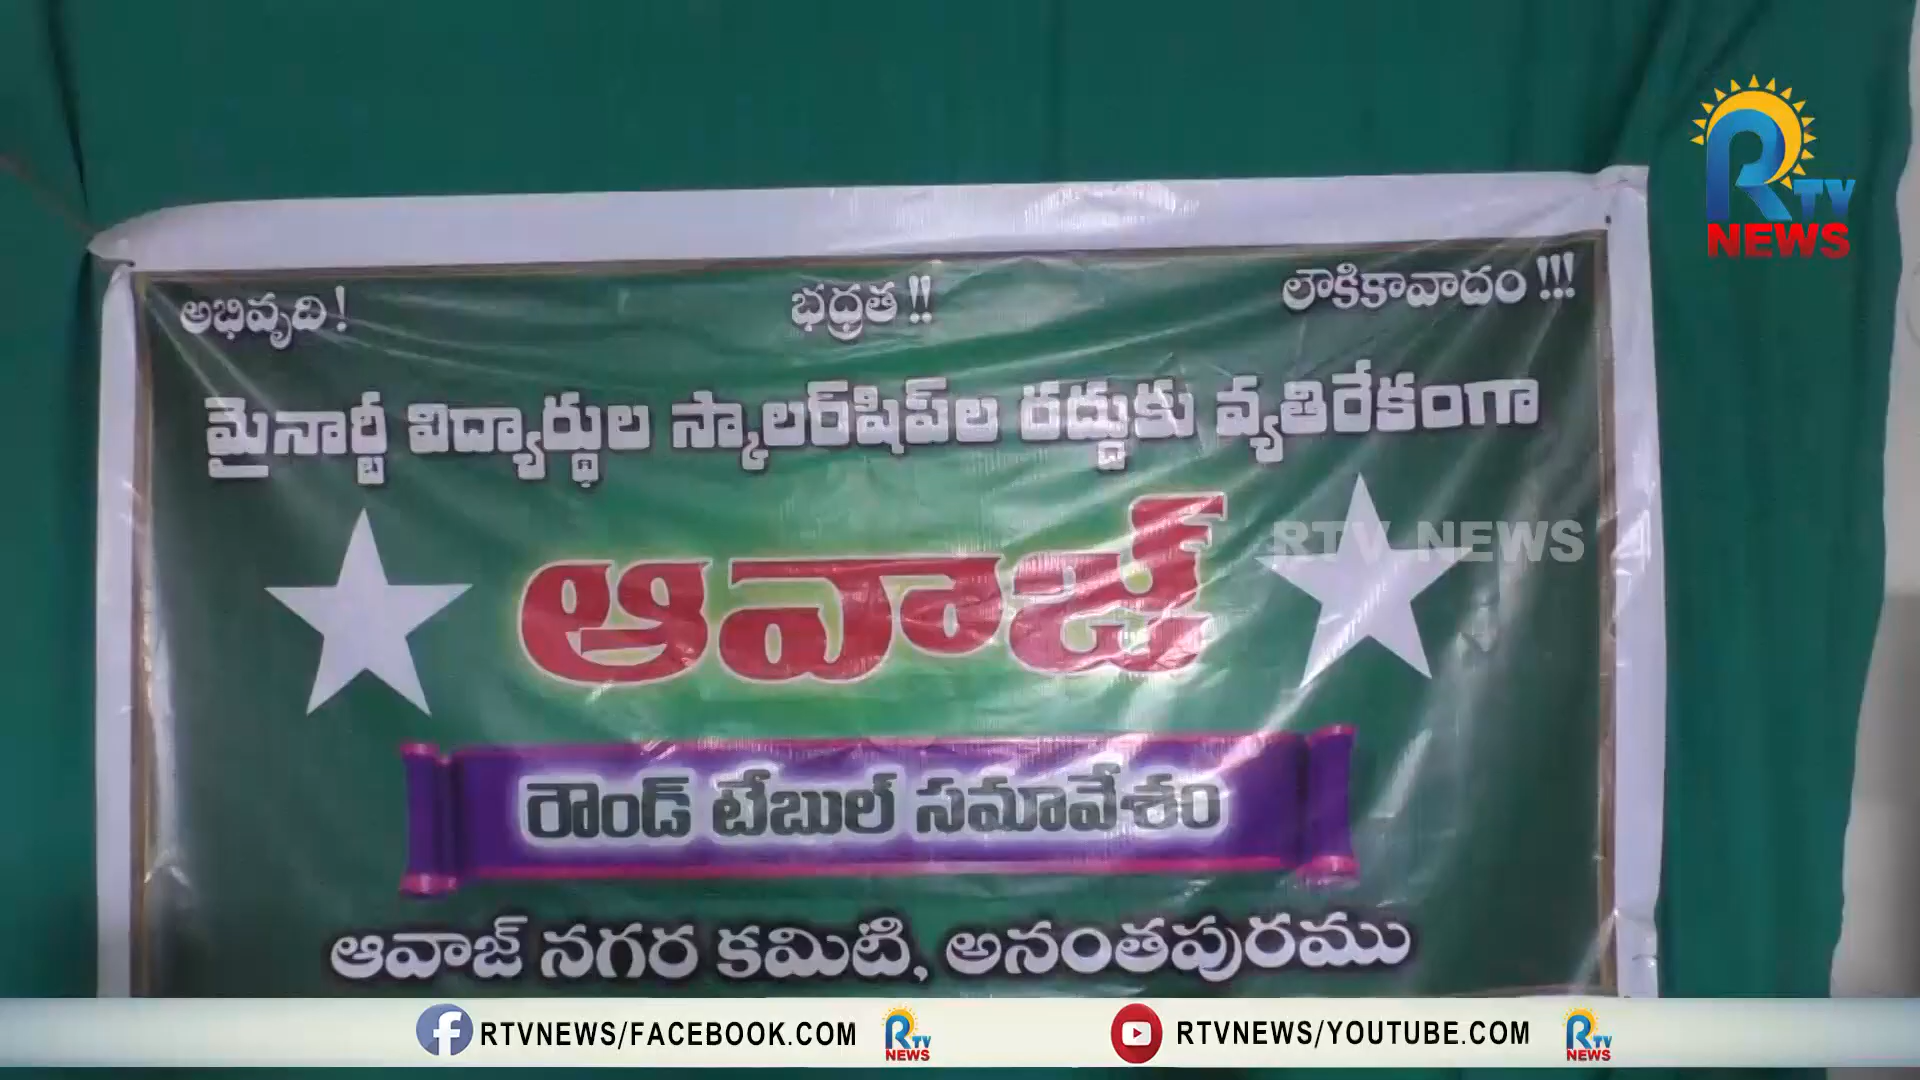 RTV NEWS
అభివృది! భధ్రత!! లౌకికావాదం!!!
మైనార్టీ విద్యార్థుల స్కాలర్‌షిప్‌ల రద్దుకు వ్యతిరేకంగా
ఆవాజ్
RTV NEWS
రౌండ్ టేబుల్ సమావేశం
ఆవాజ్ నగర కమిటి, అనంతపురము
RTVNEWS/FACEBOOK.COM RTV NEWS RTVNEWS/YOUTUBE.COM RTV NEWS